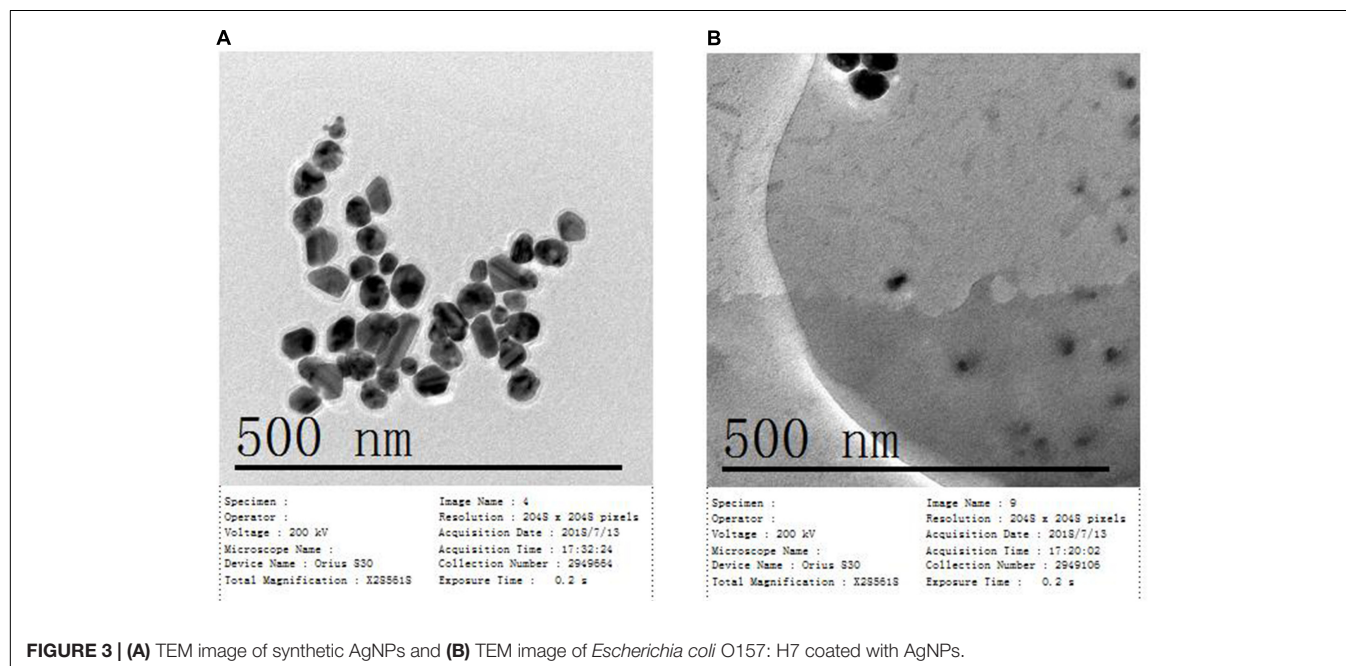 A
B
500 nm
500 nm
Specimen :
Operator :
Voltage : 200 kV
Microscope Name :
Device Name : Orius 830
Total Magnification : X285618
Image Name : 4
Resolution : 2048 x 2048 pixels
Acquisition Date : 2018/7/13
Acquisition Time : 17:32:24
Collection Number : 2949664
Exposure Time : 0.2 s
Specimen :
Operator :
Voltage : 200 kV
Microscope Name :
Device Name : Orius 830
Total Magnification : X285618
Image Name : 9
Resolution : 2048 x 2048 pixels
Acquisition Date : 2018/7/13
Acquisition Time : 17:20:02
Collection Number : 2949106
Exposure Time : 0.2 s
FIGURE 3 | (A) TEM image of synthetic AgNPs and (B) TEM image of Escherichia coli O157: H7 coated with AgNPs.